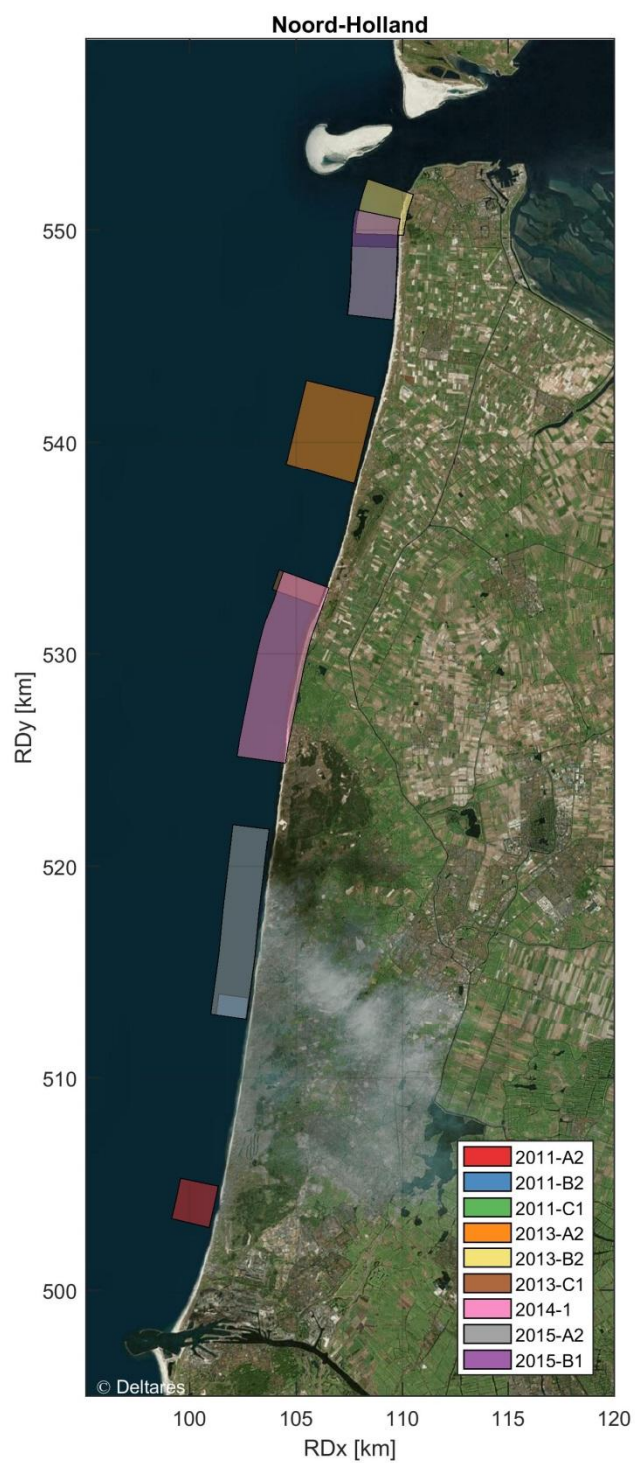 Noord-Holland
550
540
530
520
510
500
RDy [km]
2011-A2
2011-B2
2011-C1
2013-A2
2013-B2
2013-C1
2014-1
2015-A2
2015-B1
© Deltares
100
105
110
115
120
RDx [km]